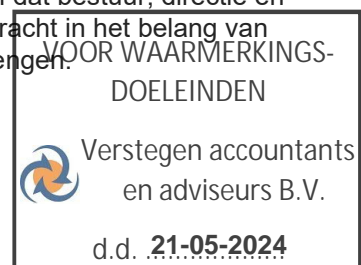 dat bestuur, directie en
racht in het belang van
engen.
VOOR WAARMERKINGS-
DOELEINDEN
Verstegen accountants
en adviseurs B.V.
d.d. 21-05-2024